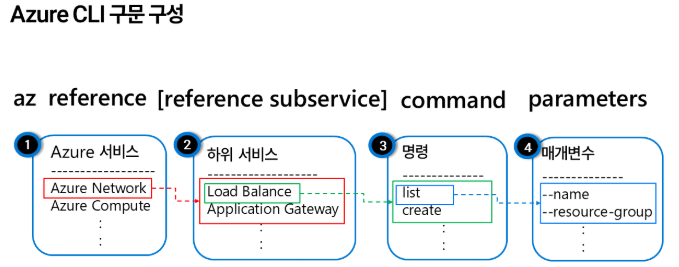 Azure CLI 구문 구성
az reference [reference subservice] command parameters
1
Azure 서비스
------------------
Azure Network
Azure Compute
:
:
2
하위 서비스
-------------------
Load Balance
Application Gateway
:
:
3
명령
--------------
list
create
:
:
4
매개변수
--------------
--name
--resource-group
:
: